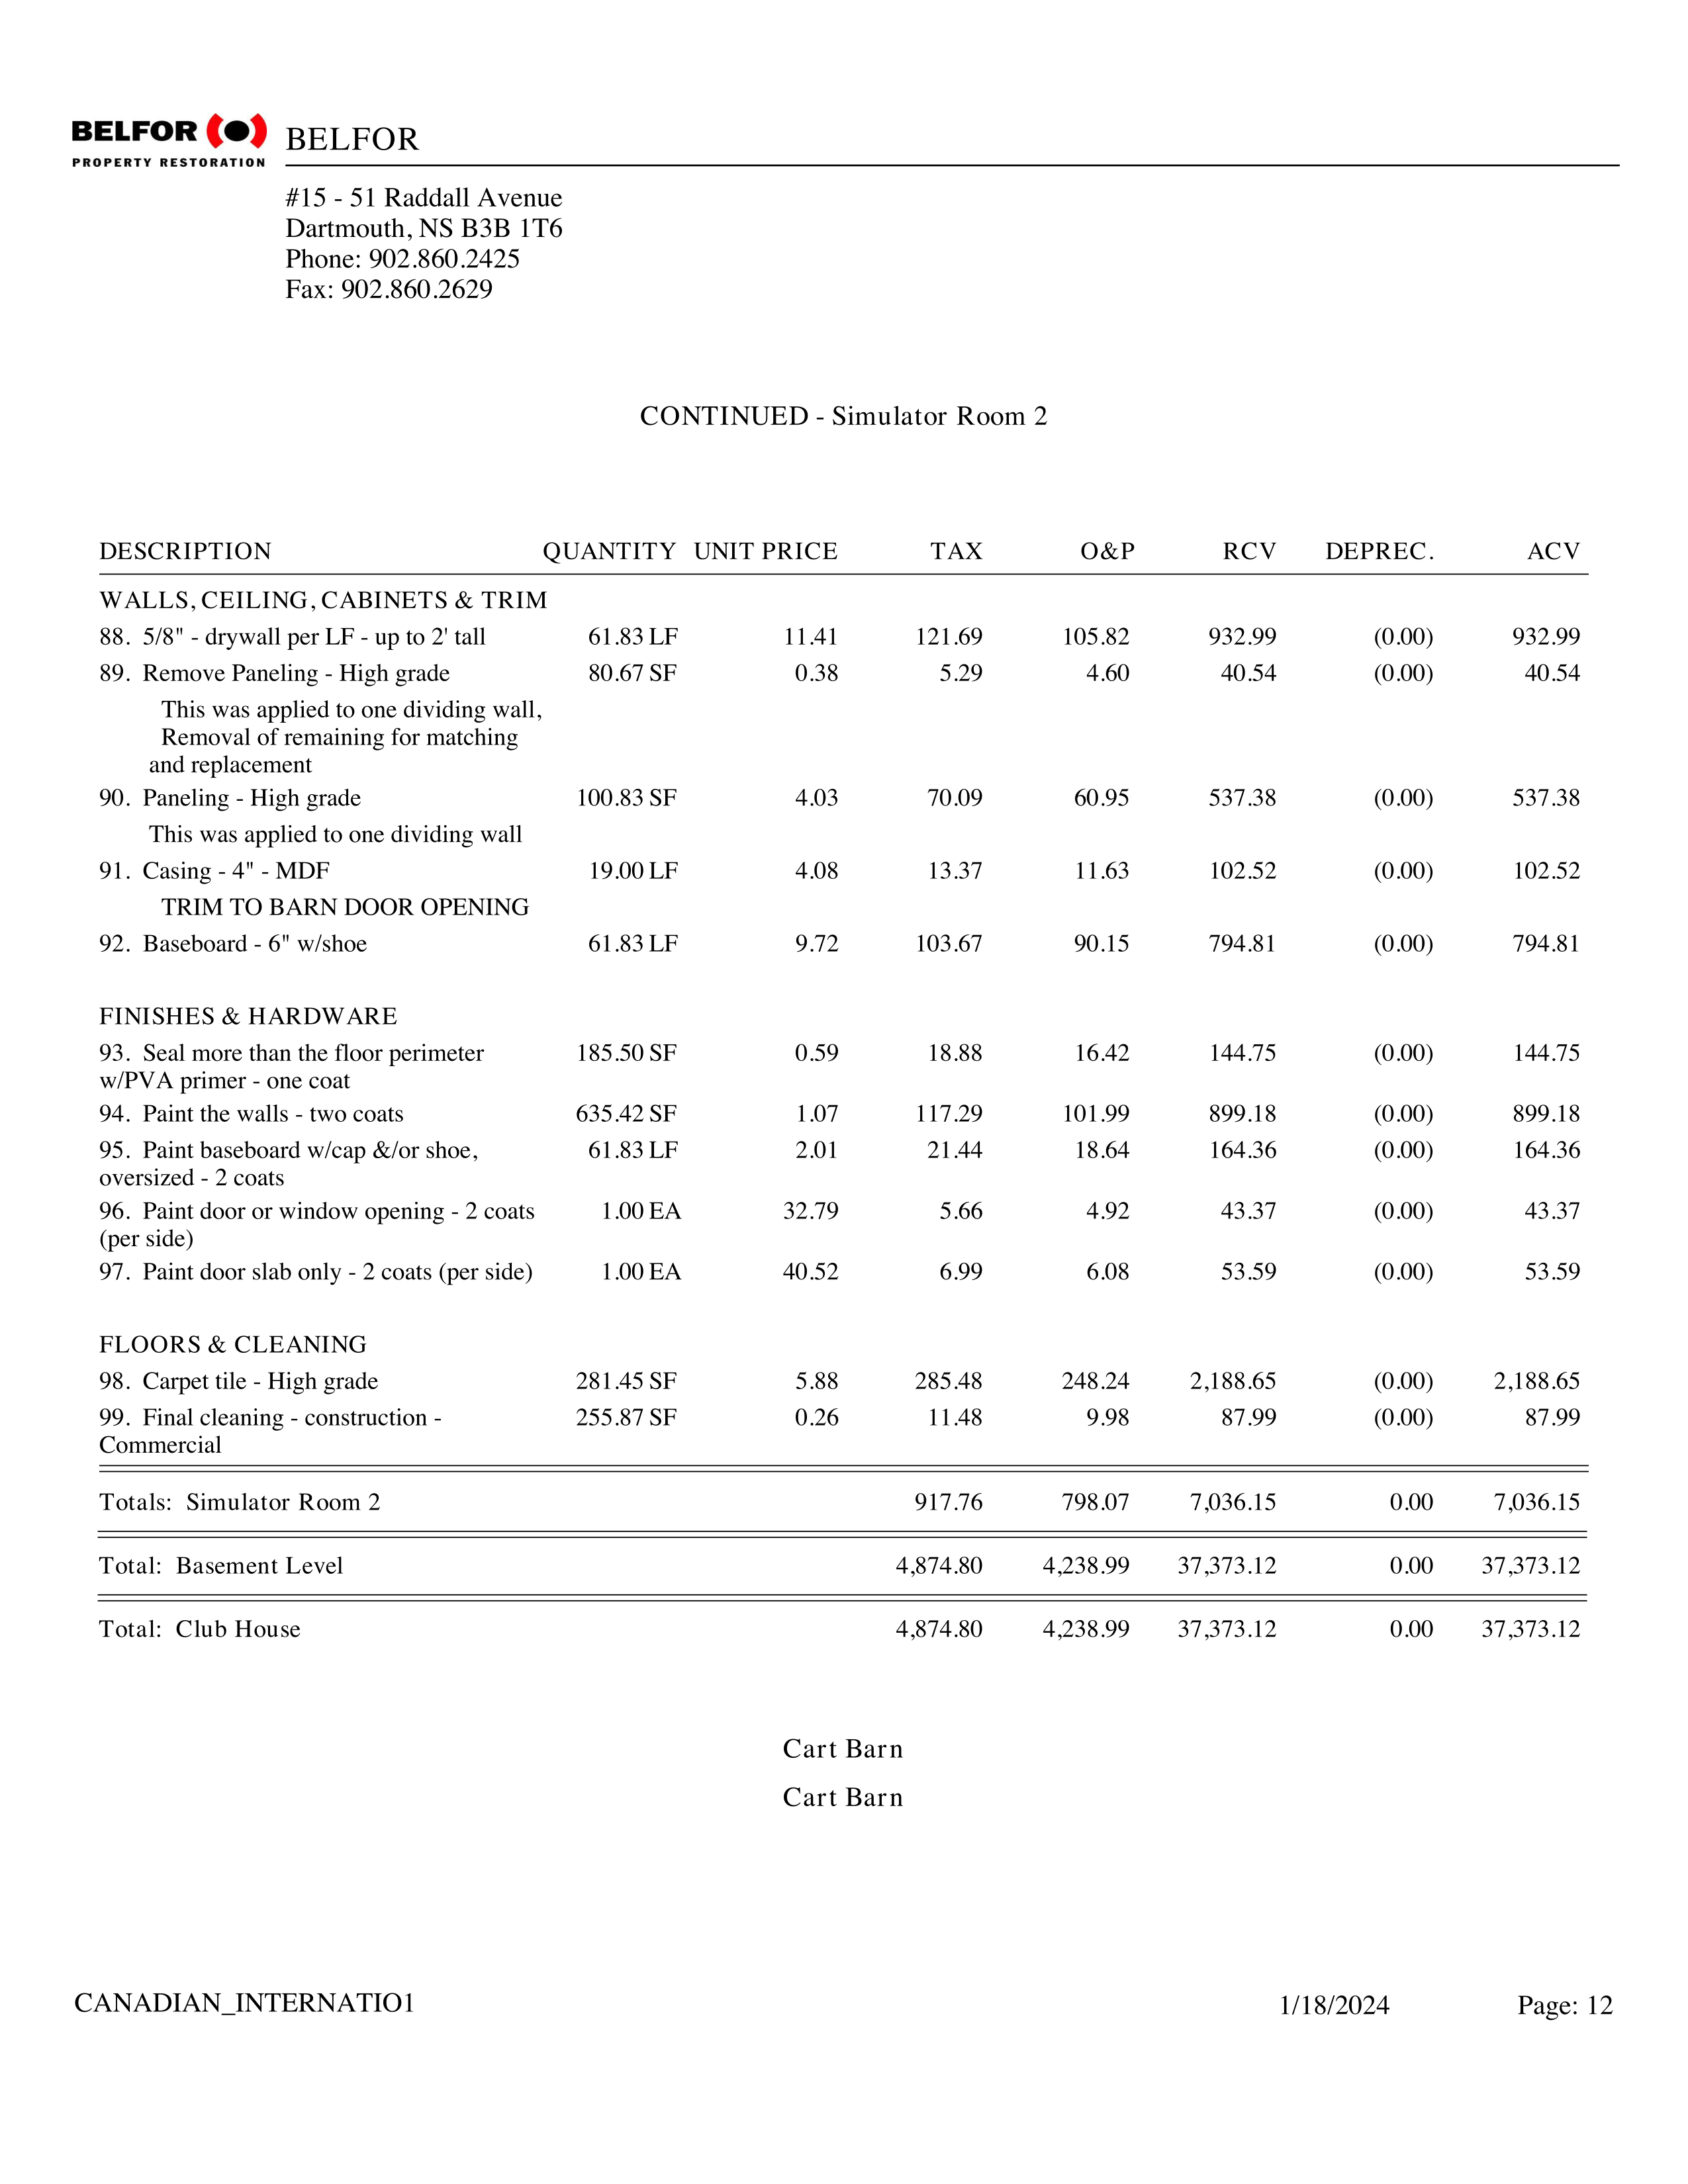 BELFOR
PROPERTY RESTORATION
BELFOR
#15 - 51 Raddall Avenue
Dartmouth, NS B3B 1T6
Phone: 902.860.2425
Fax: 902.860.2629
CONTINUED - Simulator Room 2
DESCRIPTION QUANTITY UNIT PRICE TAX O&P RCV DEPREC. ACV
WALLS, CEILING, CABINETS & TRIM
88. 5/8" - drywall per LF - up to 2' tall 61.83 LF 11.41 121.69 105.82 932.99 (0.00) 932.99
89. Remove Paneling - High grade 80.67 SF 0.38 5.29 4.60 40.54 (0.00) 40.54
This was applied to one dividing wall,
Removal of remaining for matching
and replacement
90. Paneling - High grade 100.83 SF 4.03 70.09 60.95 537.38 (0.00) 537.38
This was applied to one dividing wall
91. Casing - 4" - MDF 19.00 LF 4.08 13.37 11.63 102.52 (0.00) 102.52
TRIM TO BARN DOOR OPENING
92. Baseboard - 6" w/shoe 61.83 LF 9.72 103.67 90.15 794.81 (0.00) 794.81
FINISHES & HARDWARE
93. Seal more than the floor perimeter 185.50 SF 0.59 18.88 16.42 144.75 (0.00) 144.75
w/PVA primer - one coat
94. Paint the walls - two coats 635.42 SF 1.07 117.29 101.99 899.18 (0.00) 899.18
95. Paint baseboard w/cap &/or shoe, 61.83 LF 2.01 21.44 18.64 164.36 (0.00) 164.36
oversized - 2 coats
96. Paint door or window opening - 2 coats 1.00 EA 32.79 5.66 4.92 43.37 (0.00) 43.37
(per side)
97. Paint door slab only - 2 coats (per side) 1.00 EA 40.52 6.99 6.08 53.59 (0.00) 53.59
FLOORS & CLEANING
98. Carpet tile - High grade 281.45 SF 5.88 285.48 248.24 2,188.65 (0.00) 2,188.65
99. Final cleaning - construction - 255.87 SF 0.26 11.48 9.98 87.99 (0.00) 87.99
Commercial
Totals: Simulator Room 2 917.76 798.07 7,036.15 0.00 7,036.15
Total: Basement Level 4,874.80 4,238.99 37,373.12 0.00 37,373.12
Total: Club House 4,874.80 4,238.99 37,373.12 0.00 37,373.12
Cart Barn
Cart Barn
CANADIAN_INTERNATIO1 1/18/2024 Page: 12